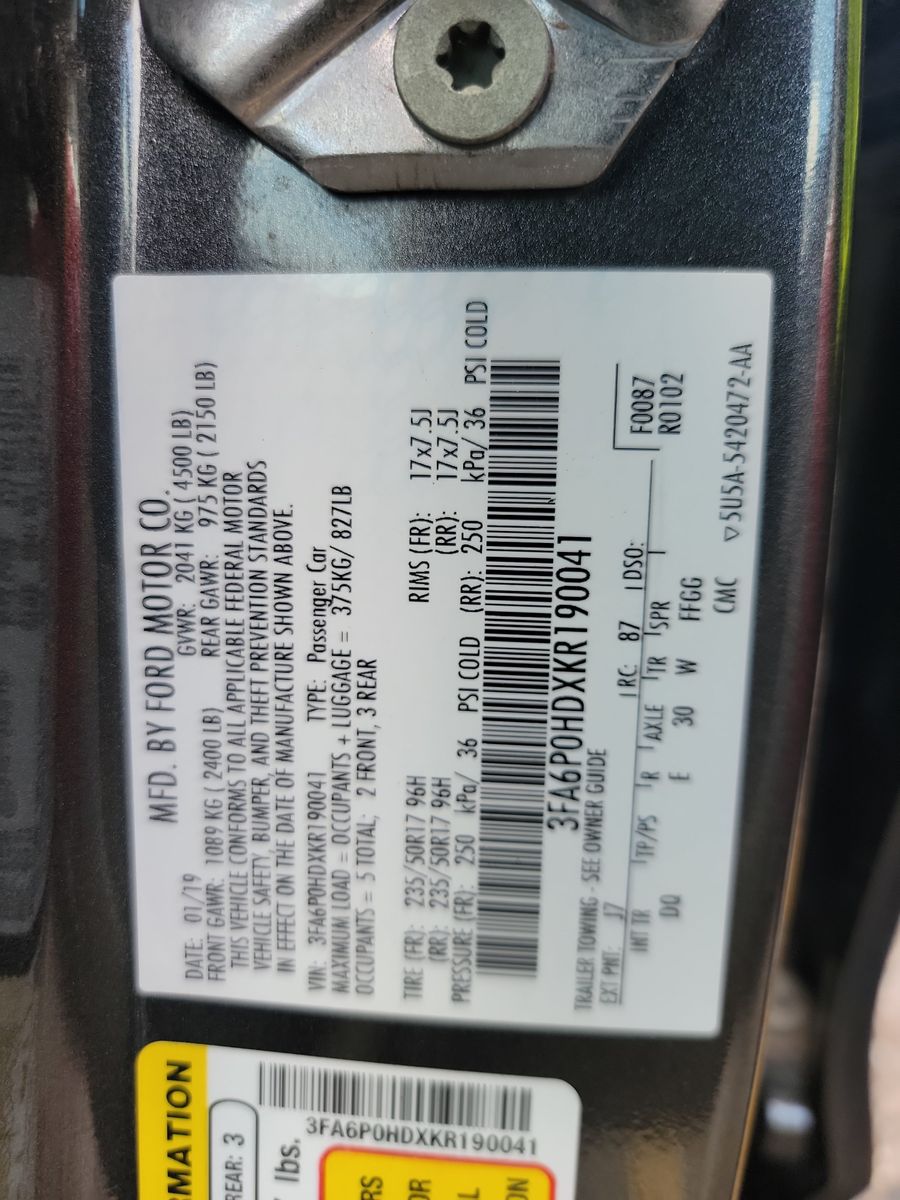 MFD. BY FORD MOTOR CO.
DATE: 01/19 GVWR: 2041 KG ( 4500 LB)
FRONT GAWR: 1089 KG ( 2400 LB) REAR GAWR: 975 KG ( 2150 LB)
THIS VEHICLE CONFORMS TO ALL APPLICABLE FEDERAL MOTOR
VEHICLE SAFETY, BUMPER, AND THEFT PREVENTION STANDARDS
IN EFFECT ON THE DATE OF MANUFACTURE SHOWN ABOVE.
VIN: 3FA6P0HDXKR190041 TYPE: Passenger Car
MAXIMUM LOAD = OCCUPANTS + LUGGAGE = 375KG/ 827LB
OCCUPANTS = 5 TOTAL; 2 FRONT, 3 REAR
TIRE (FR): 235/50R17 96H RIMS (FR): 17x7.5J
(RR): 235/50R17 96H (RR): 17x7.5J
PRESSURE (FR): 250 kPa/ 36 PSI COLD (RR): 250 kPa/ 36 PSI COLD
3FA6P0HDXKR190041
TRAILER TOWING - SEE OWNER GUIDE
EXT PNT: J7 RC: 87 DSO: F0087
R0102
INT TR TP/PS R AXLE TR SPR
DQ E 30 W FFGG
CMC
▽5U5A-5420472-AA
RMATION
REAR: 3
lbs.
3FA6P0HDXKR190041
RS
OR
L
ON